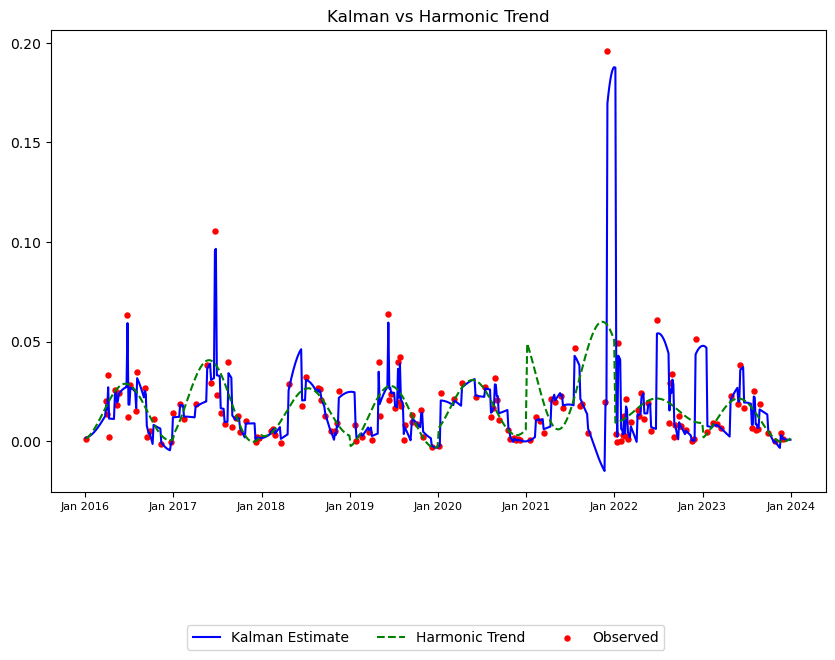 Kalman vs Harmonic Trend
0.20
0.15
0.10
0.05
0.00
Jan 2016 Jan 2017 Jan 2018 Jan 2019 Jan 2020 Jan 2021 Jan 2022 Jan 2023 Jan 2024
Kalman Estimate Harmonic Trend Observed